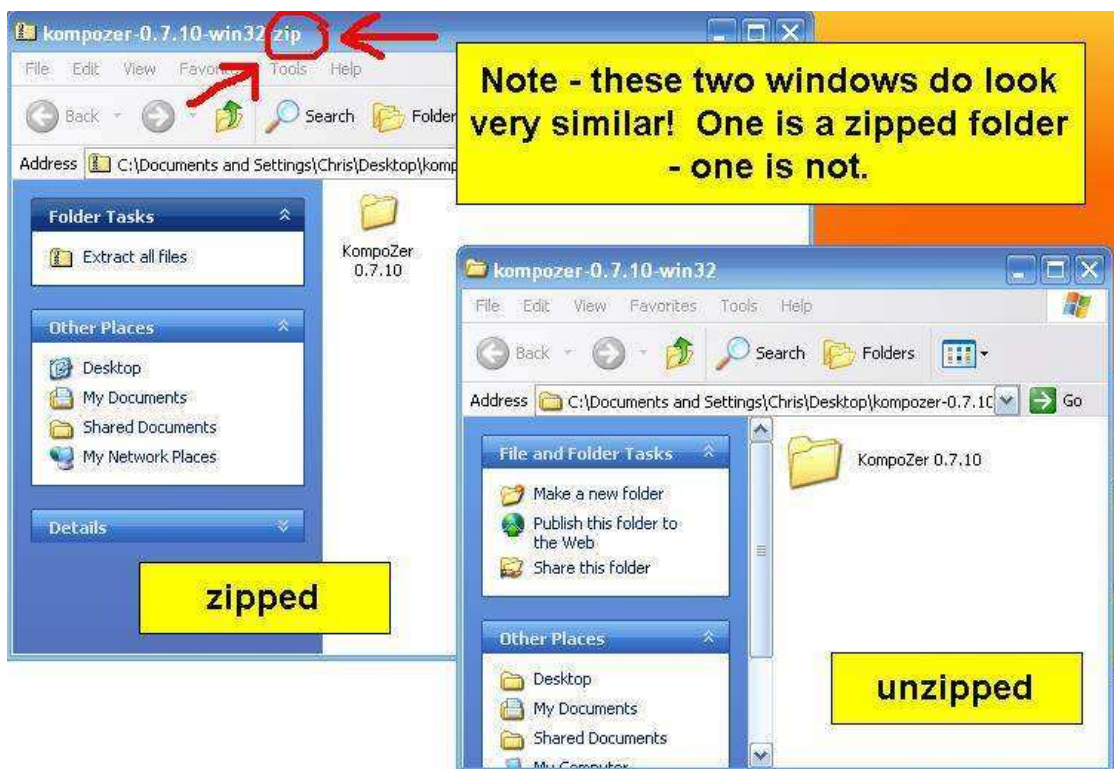 kompozer-0.7.10-win32.zip
File Edit View Favorites Tools Help
Back Search Folder
Address C:\Documents and Settings\Chris\Desktop\komp
Folder Tasks
Extract all files
Other Places
Desktop
My Documents
Shared Documents
My Network Places
Details
KompoZer
0.7.10
zipped
Note - these two windows do look
very similar! One is a zipped folder
- one is not.
kompozer-0.7.10-win32
File Edit View Favorites Tools Help
Back Search Folders
Address C:\Documents and Settings\Chris\Desktop\kompozer-0.7.10 Go
File and Folder Tasks
Make a new folder
Publish this folder to
the Web
Share this folder
Other Places
Desktop
My Documents
Shared Documents
My Computer
KompoZer 0.7.10
unzipped